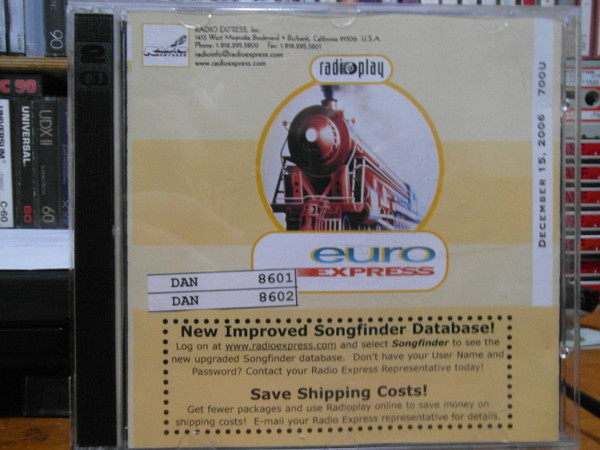 RADIO EXPRESS, Inc.
1415 West Magnolia Boulevard • Burbank, California 91506 U.S.A.
Phone: 1.818.295.5800 Fax: 1.818.295.5801
radioinfo@radioexpress.com
www.radioexpress.com
radioplay
DECEMBER 15, 2006 700U
euro
EXPRESS
DAN 8601
DAN 8602
New Improved Songfinder Database!
Log on at www.radioexpress.com and select Songfinder to see the
new upgraded Songfinder database. Don't have your User Name and
Password? Contact your Radio Express Representative today!
Save Shipping Costs!
Get fewer packages and use Radioplay online to save money on
shipping costs! E-mail your Radio Express representative for details.
90
C 90
UNIVERSUM
C-60
UNIVERSAL
60
UDX II
60